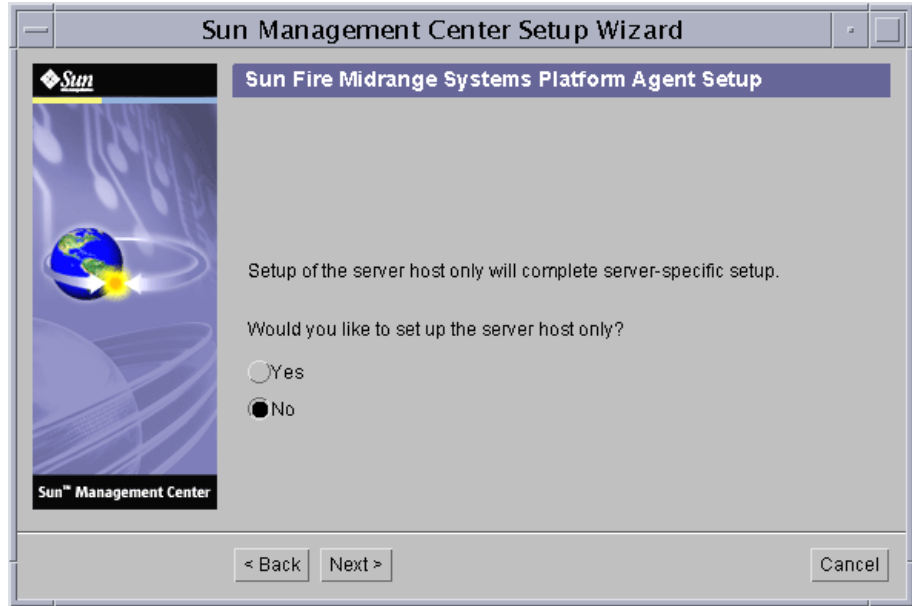 Sun Management Center Setup Wizard
Sun
Sun Fire Midrange Systems Platform Agent Setup
Setup of the server host only will complete server-specific setup.
Would you like to set up the server host only?
Yes
No
Sun™ Management Center
< Back
Next >
Cancel